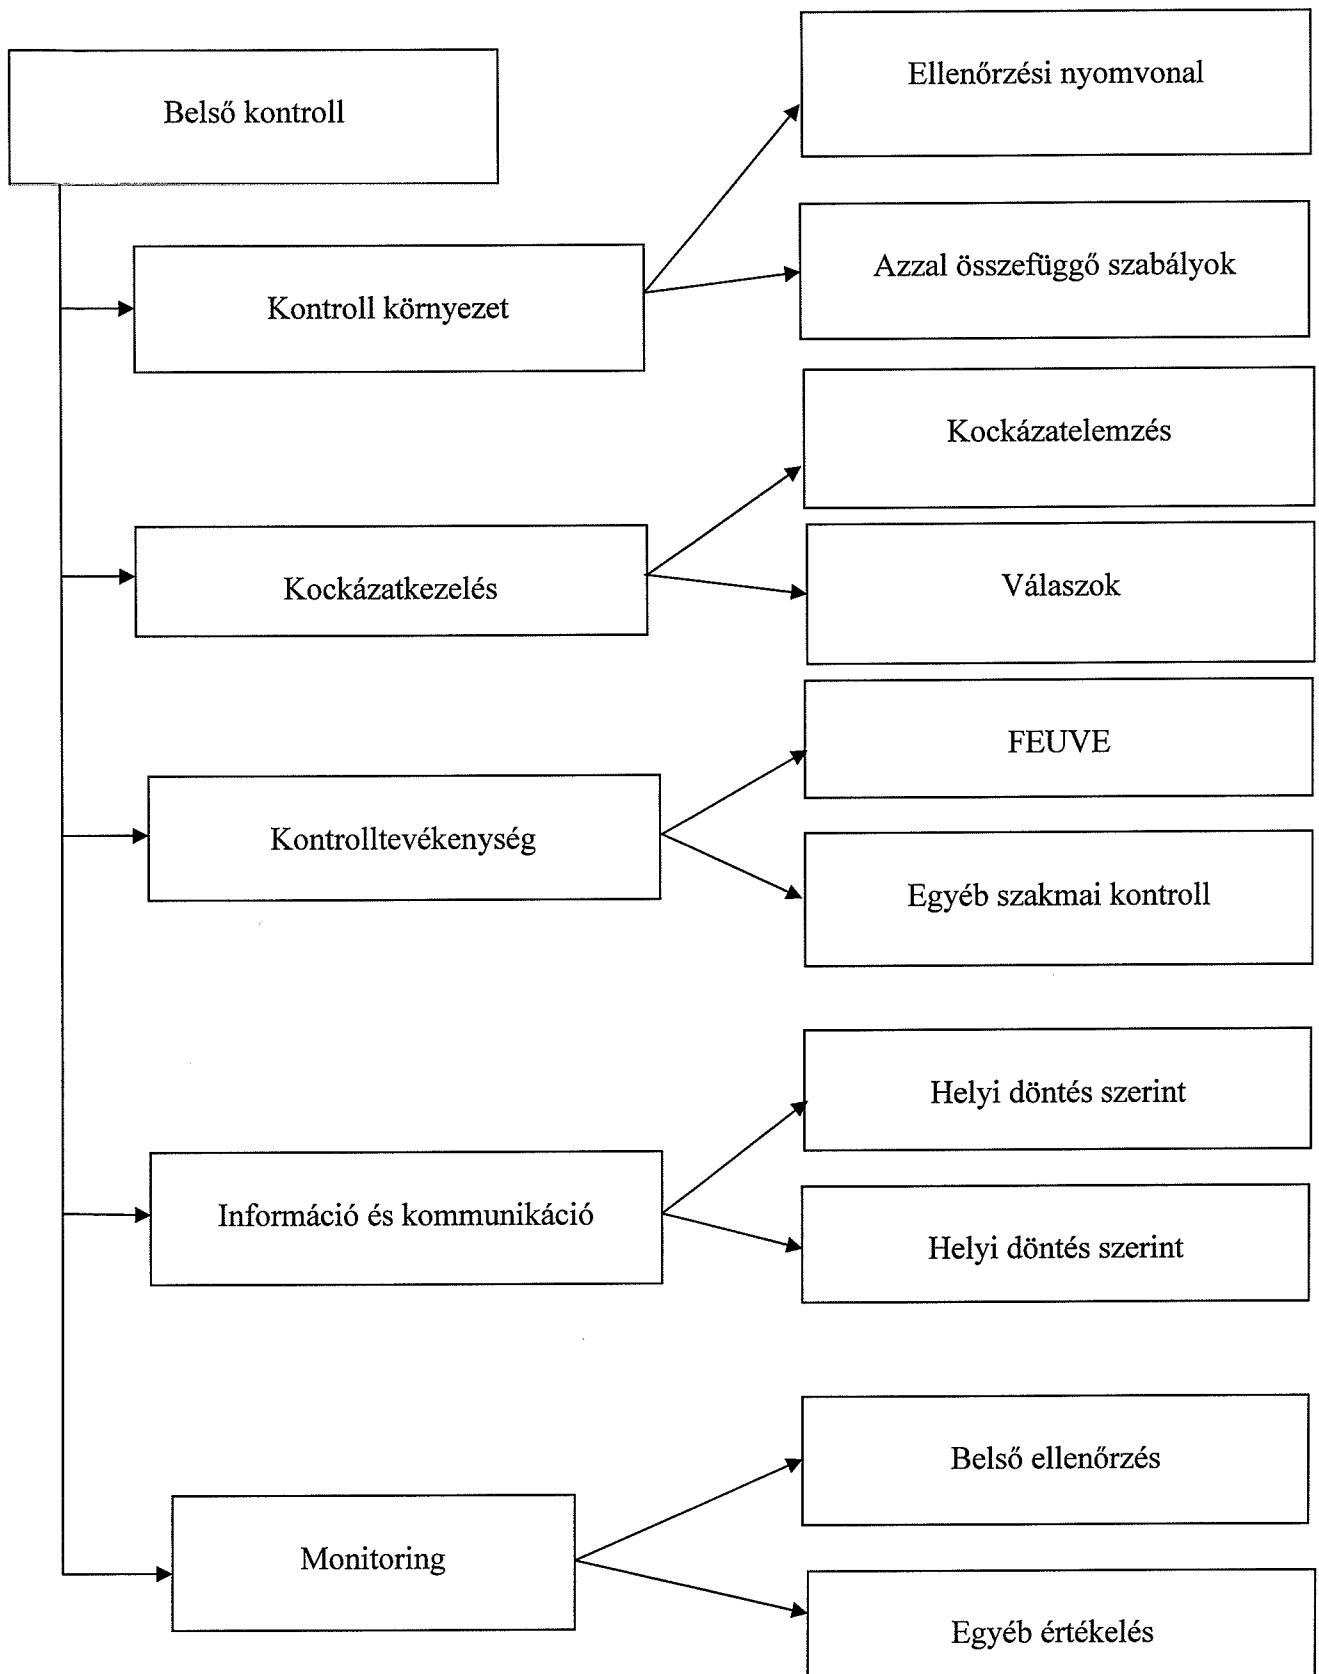 Belső kontroll
Kontroll környezet
Ellenőrzési nyomvonal
Azzal összefüggő szabályok
Kockázatkezelés
Kockázatelemzés
Válaszok
Kontrolltevékenység
FEUVE
Egyéb szakmai kontroll
Információ és kommunikáció
Helyi döntés szerint
Helyi döntés szerint
Monitoring
Belső ellenőrzés
Egyéb értékelés